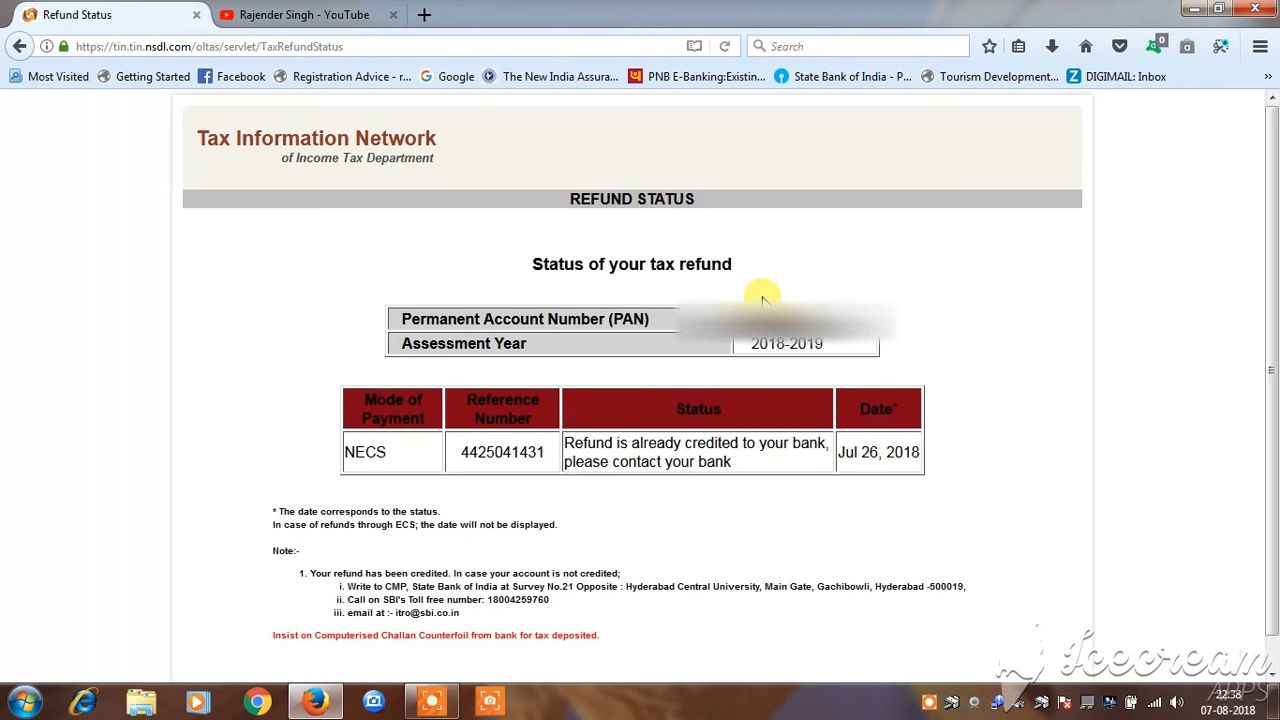 Refund Status
Rajender Singh - YouTube
https://tin.tin.nsdl.com/oltas/servlet/TaxRefundStatus
Search
0
Most Visited
Getting Started
Facebook
Registration Advice - r...
Google
The New India Assura...
PNB E-Banking:Existin...
State Bank of India - P...
Tourism Development...
DIGIMAIL: Inbox
Tax Information Network
of Income Tax Department
REFUND STATUS
Status of your tax refund
Permanent Account Number (PAN)
Assessment Year 2018-2019
Mode of Payment Reference Number Status Date*
NECS 4425041431 Refund is already credited to your bank, please contact your bank Jul 26, 2018
* The date corresponds to the status.
In case of refunds through ECS; the date will not be displayed.
Note:-
1. Your refund has been credited. In case your account is not credited;
i. Write to CMP, State Bank of India at Survey No.21 Opposite : Hyderabad Central University, Main Gate, Gachibowli, Hyderabad -500019,
ii. Call on SBI's Toll free number: 18004259760
iii. email at :- itro@sbi.co.in
Insist on Computerised Challan Counterfoil from bank for tax deposited.
Icecream
APPS
22:38
07-08-2018